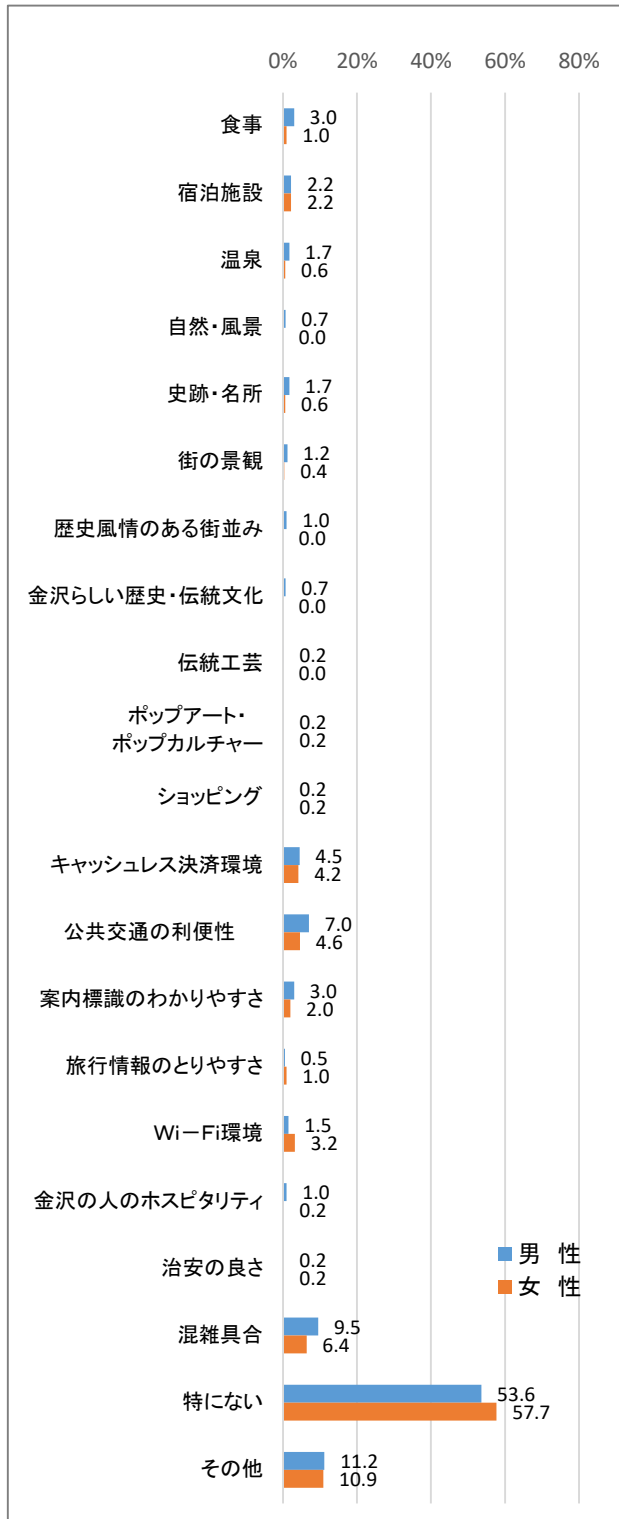 0% 20% 40% 60% 80%
食事 3.0
1.0
宿泊施設 2.2
2.2
温泉 1.7
0.6
自然・風景 0.7
0.0
史跡・名所 1.7
0.6
街の景観 1.2
0.4
歴史風情のある街並み 1.0
0.0
金沢らしい歴史・伝統文化 0.7
0.0
伝統工芸 0.2
0.0
ポップアート・
ポップカルチャー
0.2
0.2
ショッピング 0.2
0.2
キャッシュレス決済環境 4.5
4.2
公共交通の利便性 7.0
4.6
案内標識のわかりやすさ 3.0
2.0
旅行情報のとりやすさ 0.5
1.0
Wi－Fi環境 1.5
3.2
金沢の人のホスピタリティ 1.0
0.2
治安の良さ 0.2
0.2
男 性
女 性
混雑具合 9.5
6.4
特にない 53.6
57.7
その他 11.2
10.9